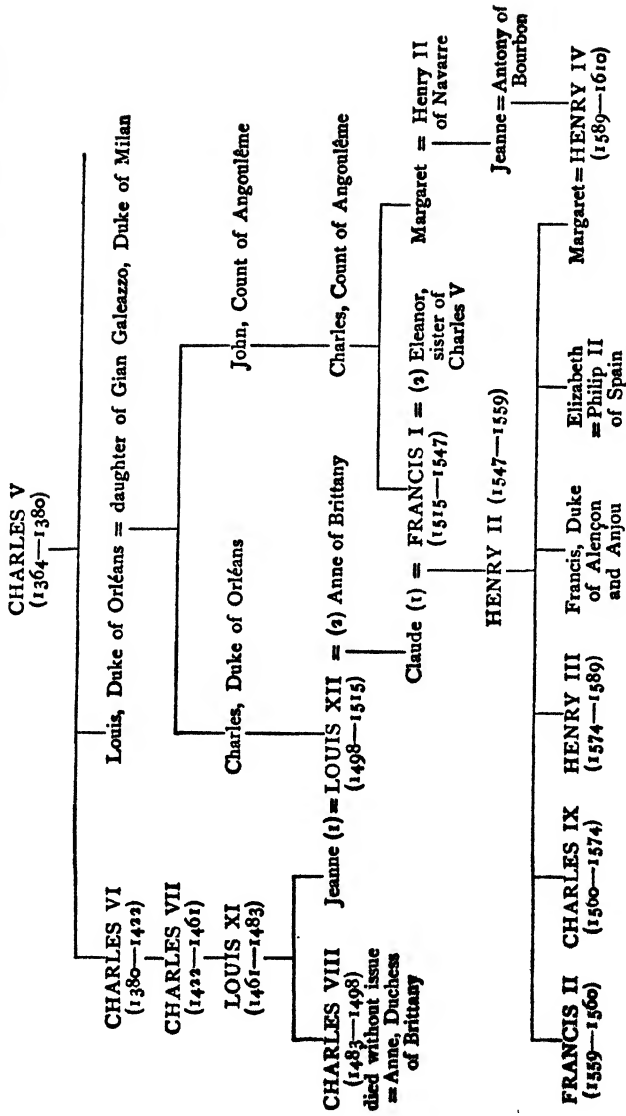 CHARLES V
(1364—1380)
Louis, Duke of Orléans = daughter of Gian Galeazzo, Duke of Milan
CHARLES VI
(1380—1422)
CHARLES VII
(1422—1461)
LOUIS XI
(1461—1483)
Charles, Duke of Orléans
John, Count of Angoulême
CHARLES VIII
(1483—1498)
died without issue
= Anne, Duchess
of Brittany
Jeanne (1) = LOUIS XII = (2) Anne of Brittany
(1498—1515)
Charles, Count of Angoulême
Claude (1) = FRANCIS I = (2) Eleanor,
(1515—1547)
sister of
Charles V
Margaret = Henry II
of Navarre
HENRY II (1547—1559)
Jeanne = Antony of
Bourbon
FRANCIS II
(1559—1560)
CHARLES IX
(1560—1574)
HENRY III
(1574—1589)
Francis, Duke
of Alençon
and Anjou
Elizabeth
= Philip II
of Spain
Margaret = HENRY IV
(1589—1610)